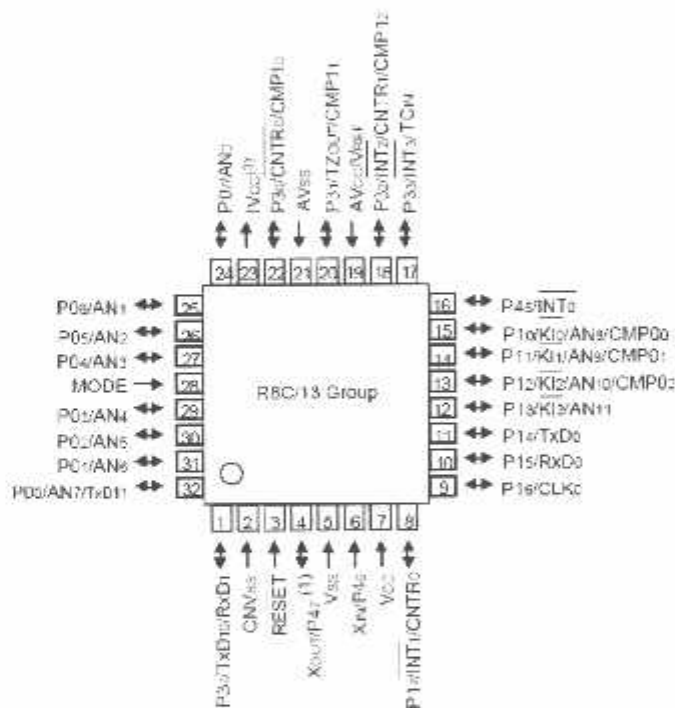 P07/AN0
IVcc(3)
P30/CNTR0/CMP10
AVss
P31/TZOUT/CMP11
AVcc/VREF
P32/INT2/CNTR1/CMP12
P33/INT3/TCIN
24 23 22 21 20 19 18 17
P06/AN1 25
P05/AN2 26
P04/AN3 27
MODE 28
P03/AN4 29
P02/AN5 30
P01/AN6 31
P00/AN7/TxD11 32
R8C/13 Group
16 P45/INT0
15 P10/KI0/AN8/CMP00
14 P11/KI1/AN9/CMP01
13 P12/KI2/AN10/CMP02
12 P13/KI3/AN11
11 P14/TxD0
10 P15/RxD0
9 P16/CLK0
1 2 3 4 5 6 7 8
/TxD10/RxD1
CNVss
RESET
XOUT/P47 (1)
Vss
XIN/P46
Vcc
P17/INT1/CNTR0